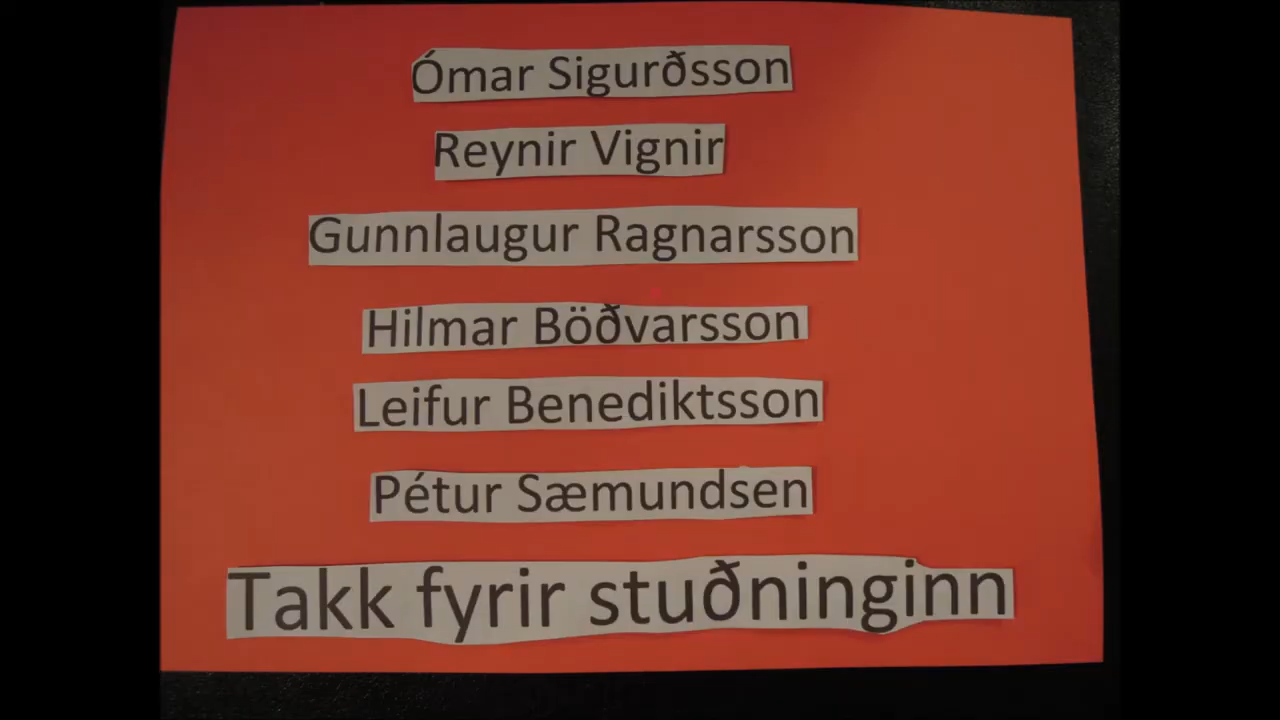 Ómar Sigurðsson
Reynir Vignir
Gunnlaugur Ragnarsson
Hilmar Böðvarsson
Leifur Benediktsson
Pétur Sæmundsen
Takk fyrir stuðninginn